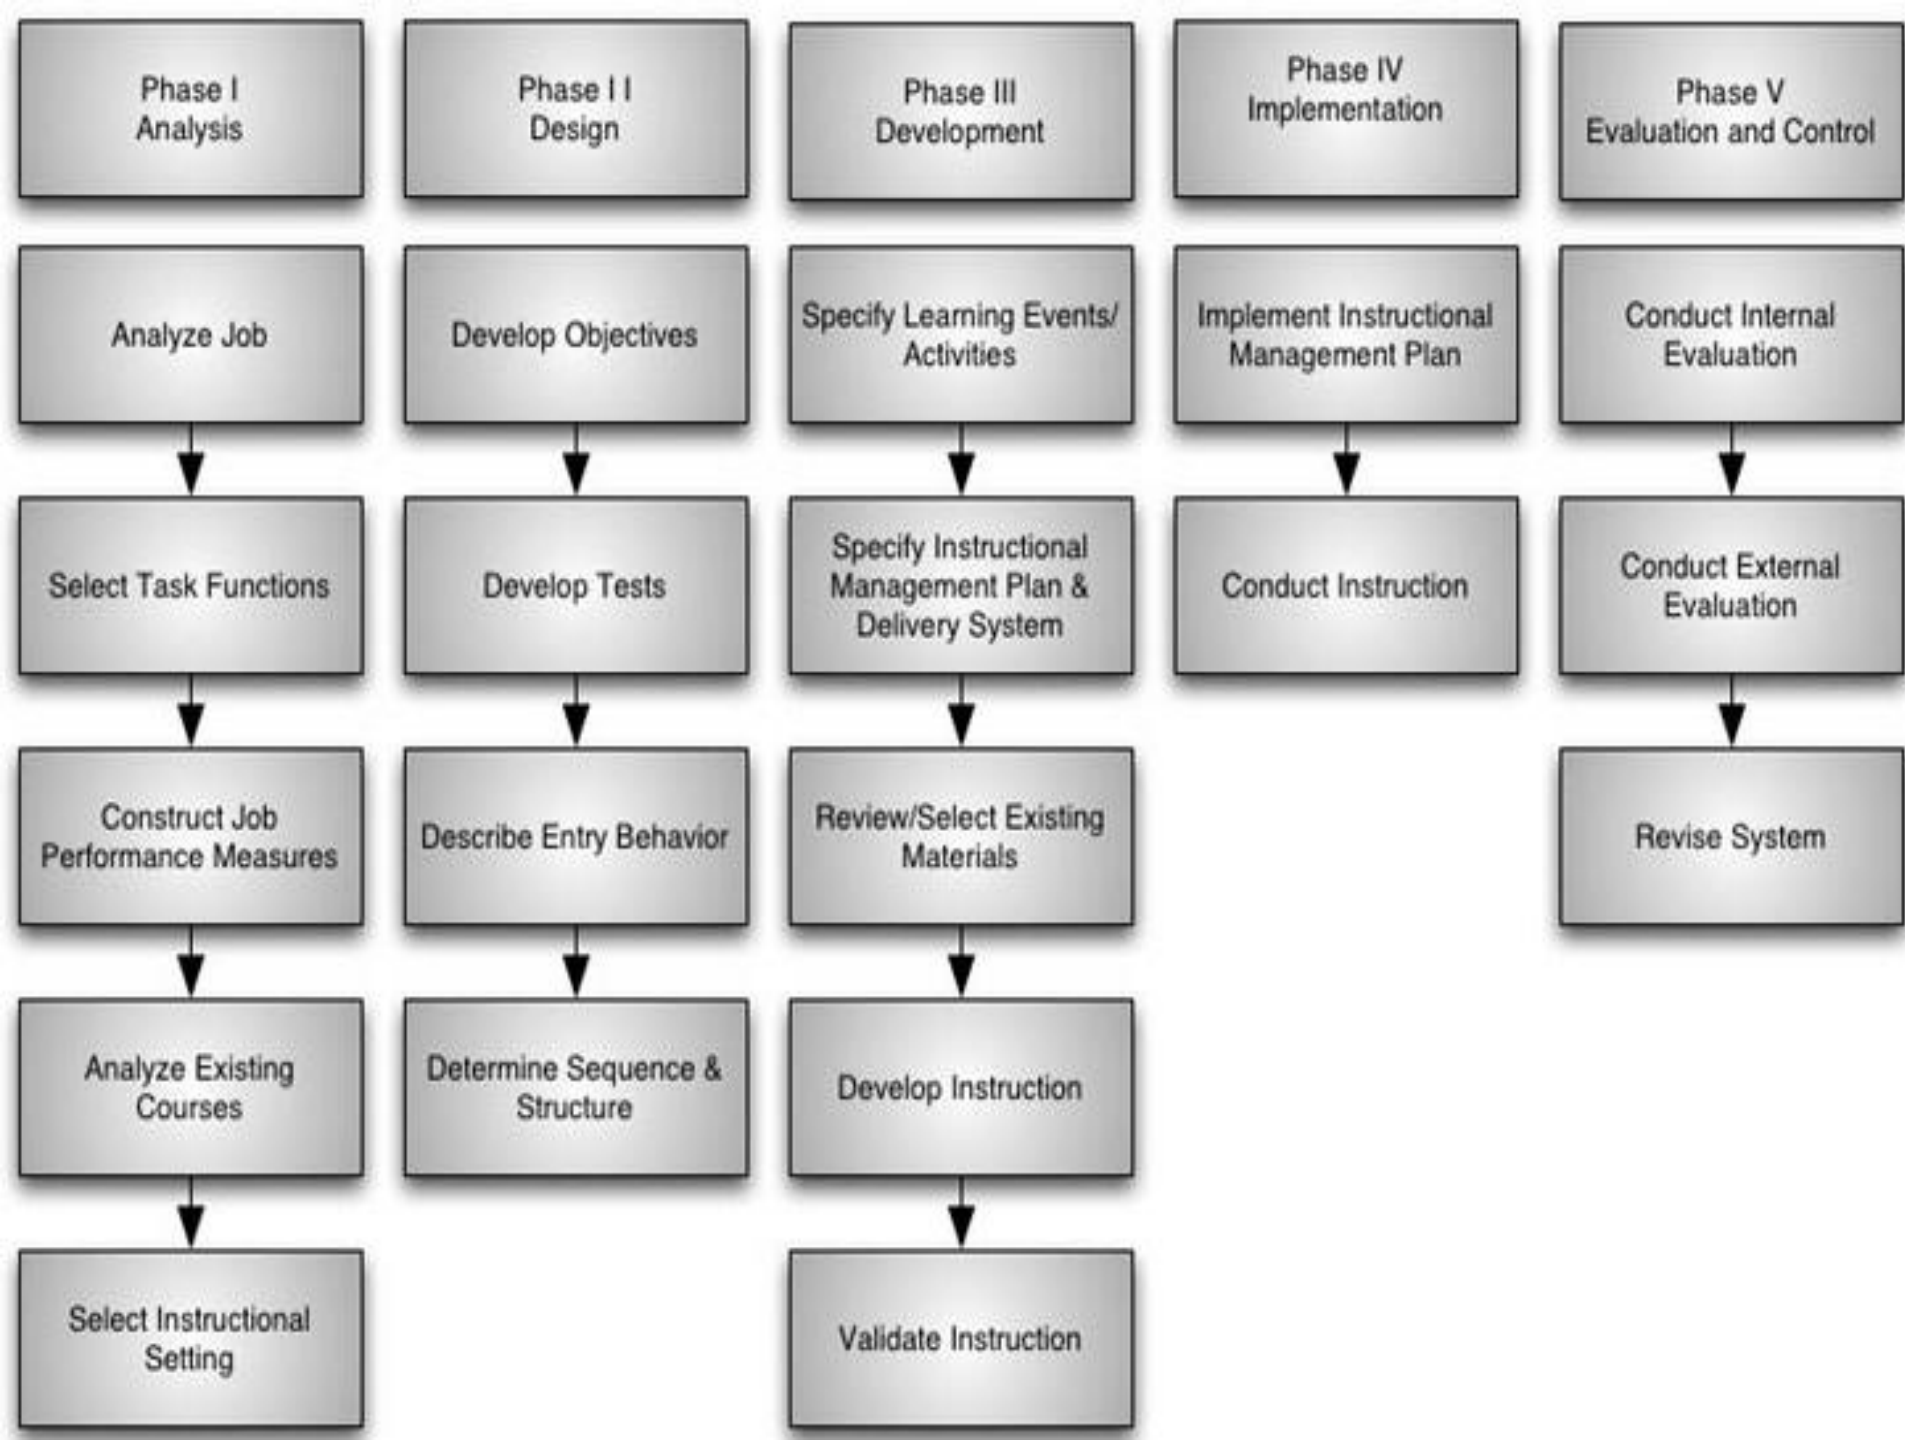 Phase I
Analysis
Phase I I
Design
Phase III
Development
Phase IV
Implementation
Phase V
Evaluation and Control
Analyze Job
Develop Objectives
Specify Learning Events/
Activities
Implement Instructional
Management Plan
Conduct Internal
Evaluation
Select Task Functions
Develop Tests
Specify Instructional
Management Plan &
Delivery System
Conduct Instruction
Conduct External
Evaluation
Construct Job
Performance Measures
Describe Entry Behavior
Review/Select Existing
Materials
Revise System
Analyze Existing
Courses
Determine Sequence &
Structure
Develop Instruction
Select Instructional
Setting
Validate Instruction